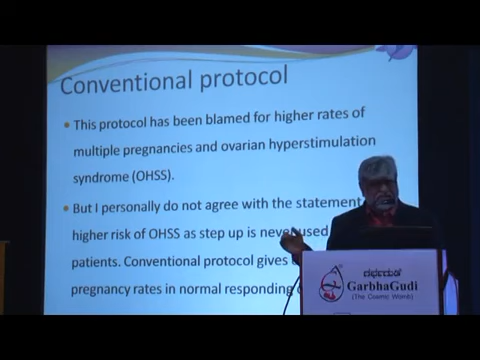 Conventional protocol
This protocol has been blamed for higher rates of
multiple pregnancies and ovarian hyperstimulation
syndrome (OHSS).
But I personally do not agree with the statement
higher risk of OHSS as step up is never used
patients. Conventional protocol gives
pregnancy rates in normal responding
ಗರ್ಭಗುಡಿ
GarbhaGudi
(The Cosmic Womb)